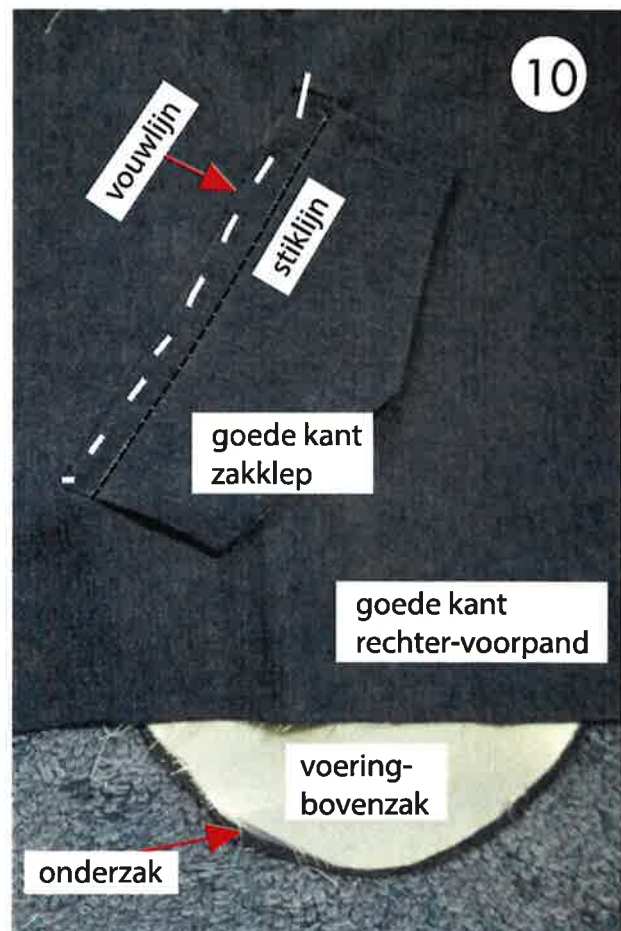 10
vouwlijn
stiklijn
goede kant
zakklep
goede kant
rechter-voorpand
voering-
bovenzak
onderzak